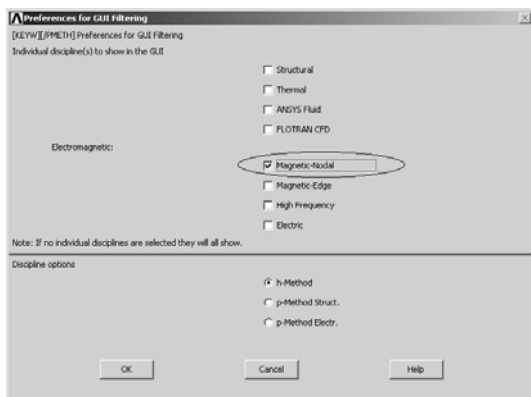 Preferences for GUI Filtering
[KEYW][/PMETH] Preferences for GUI Filtering
Individual discipline(s) to show in the GUI
Structural
Thermal
ANSYS Fluid
FLOTRAN CFD
Electromagnetic:
Magnetic-Nodal
Magnetic-Edge
High Frequency
Electric
Note: If no individual disciplines are selected they will all show.
Discipline options
h-Method
p-Method Struct.
p-Method Electr.
OK Cancel Help